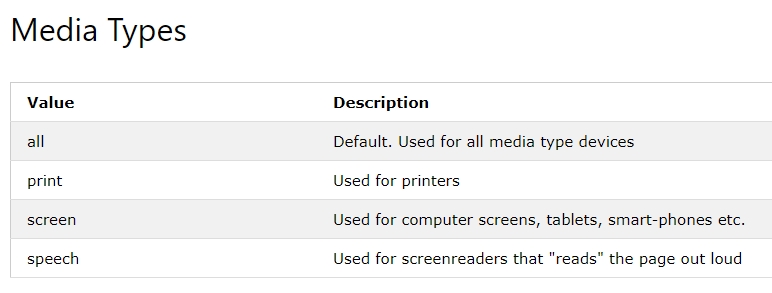 Media Types
Value Description
all Default. Used for all media type devices
print Used for printers
screen Used for computer screens, tablets, smart-phones etc.
speech Used for screenreaders that "reads" the page out loud